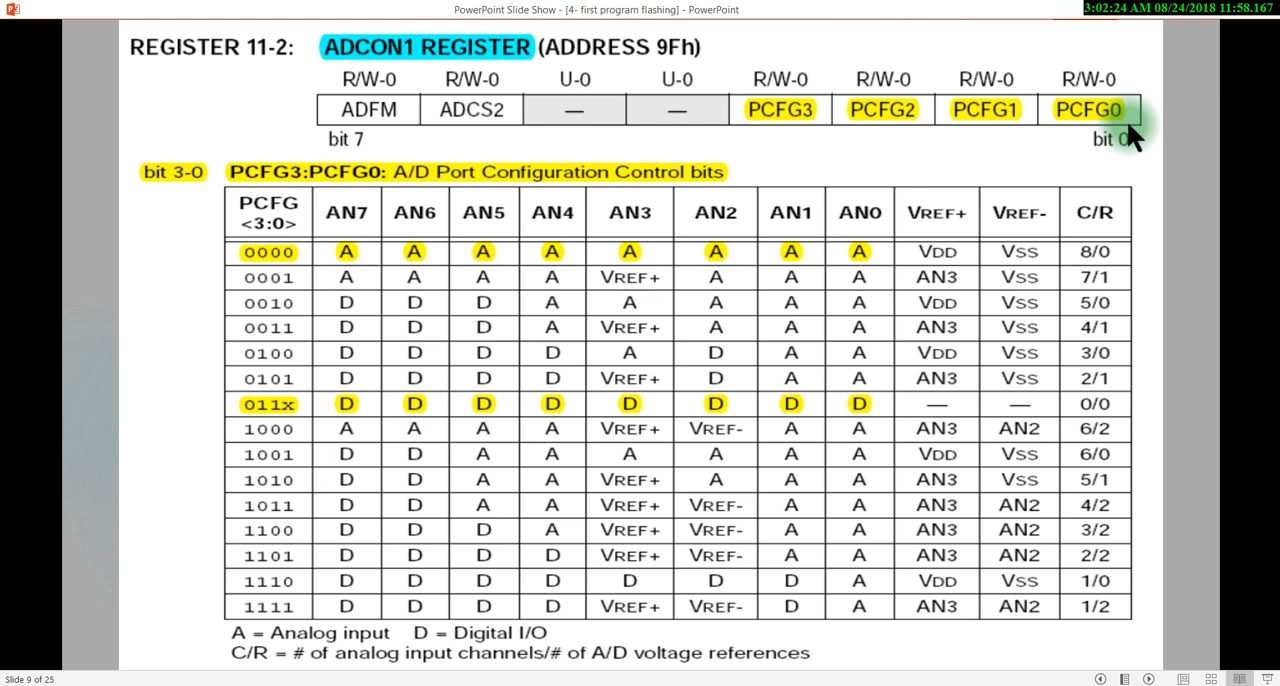 PowerPoint Slide Show - [4- first program flashing] - PowerPoint
3:02:24 AM 08/24/2018 11:58.167
REGISTER 11-2: ADCON1 REGISTER (ADDRESS 9Fh)
R/W-0 R/W-0 U-0 U-0 R/W-0 R/W-0 R/W-0 R/W-0
ADFM ADCS2 — — PCFG3 PCFG2 PCFG1 PCFG0
bit 7 bit 0
bit 3-0 PCFG3:PCFG0: A/D Port Configuration Control bits
PCFG <3:0> AN7 AN6 AN5 AN4 AN3 AN2 AN1 AN0 VREF+ VREF- C/R
0000 A A A A A A A A VDD VSS 8/0
0001 A A A A VREF+ A A A AN3 VSS 7/1
0010 D D D A A A A A VDD VSS 5/0
0011 D D D A VREF+ A A A AN3 VSS 4/1
0100 D D D D A D A A VDD VSS 3/0
0101 D D D D VREF+ D A A AN3 VSS 2/1
011x D D D D D D D D — — 0/0
1000 A A A A VREF+ VREF- A A AN3 AN2 6/2
1001 D D A A A A A A VDD VSS 6/0
1010 D D A A VREF+ A A A AN3 VSS 5/1
1011 D D A A VREF+ VREF- A A AN3 AN2 4/2
1100 D D D A VREF+ VREF- A A AN3 AN2 3/2
1101 D D D D VREF+ VREF- A A AN3 AN2 2/2
1110 D D D D D D D A VDD VSS 1/0
1111 D D D D VREF+ VREF- D A AN3 AN2 1/2
A = Analog input D = Digital I/O
C/R = # of analog input channels/# of A/D voltage references
Slide 9 of 25